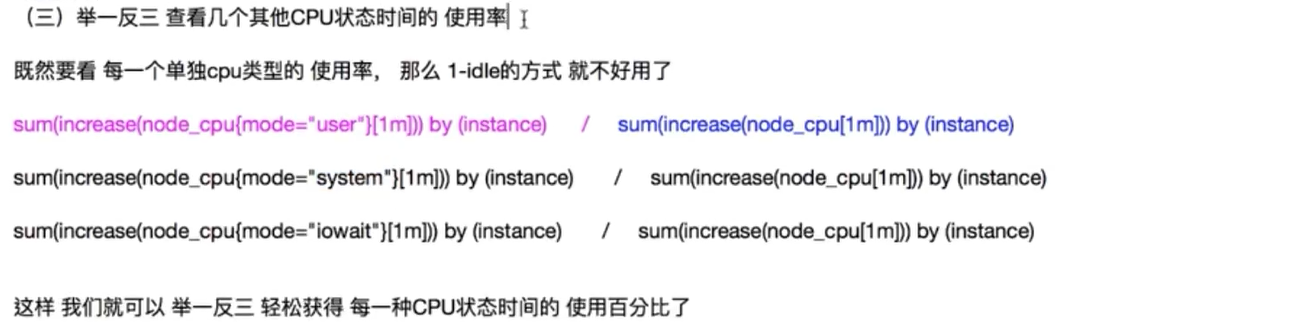 （三）举一反三 查看几个其他CPU状态时间的 使用率
既然要看 每一个单独cpu类型的 使用率， 那么 1-idle的方式 就不好用了
sum(increase(node_cpu{mode="user"}[1m])) by (instance) / sum(increase(node_cpu[1m])) by (instance)
sum(increase(node_cpu{mode="system"}[1m])) by (instance) / sum(increase(node_cpu[1m])) by (instance)
sum(increase(node_cpu{mode="iowait"}[1m])) by (instance) / sum(increase(node_cpu[1m])) by (instance)
这样 我们就可以 举一反三 轻松获得 每一种CPU状态时间的 使用百分比了